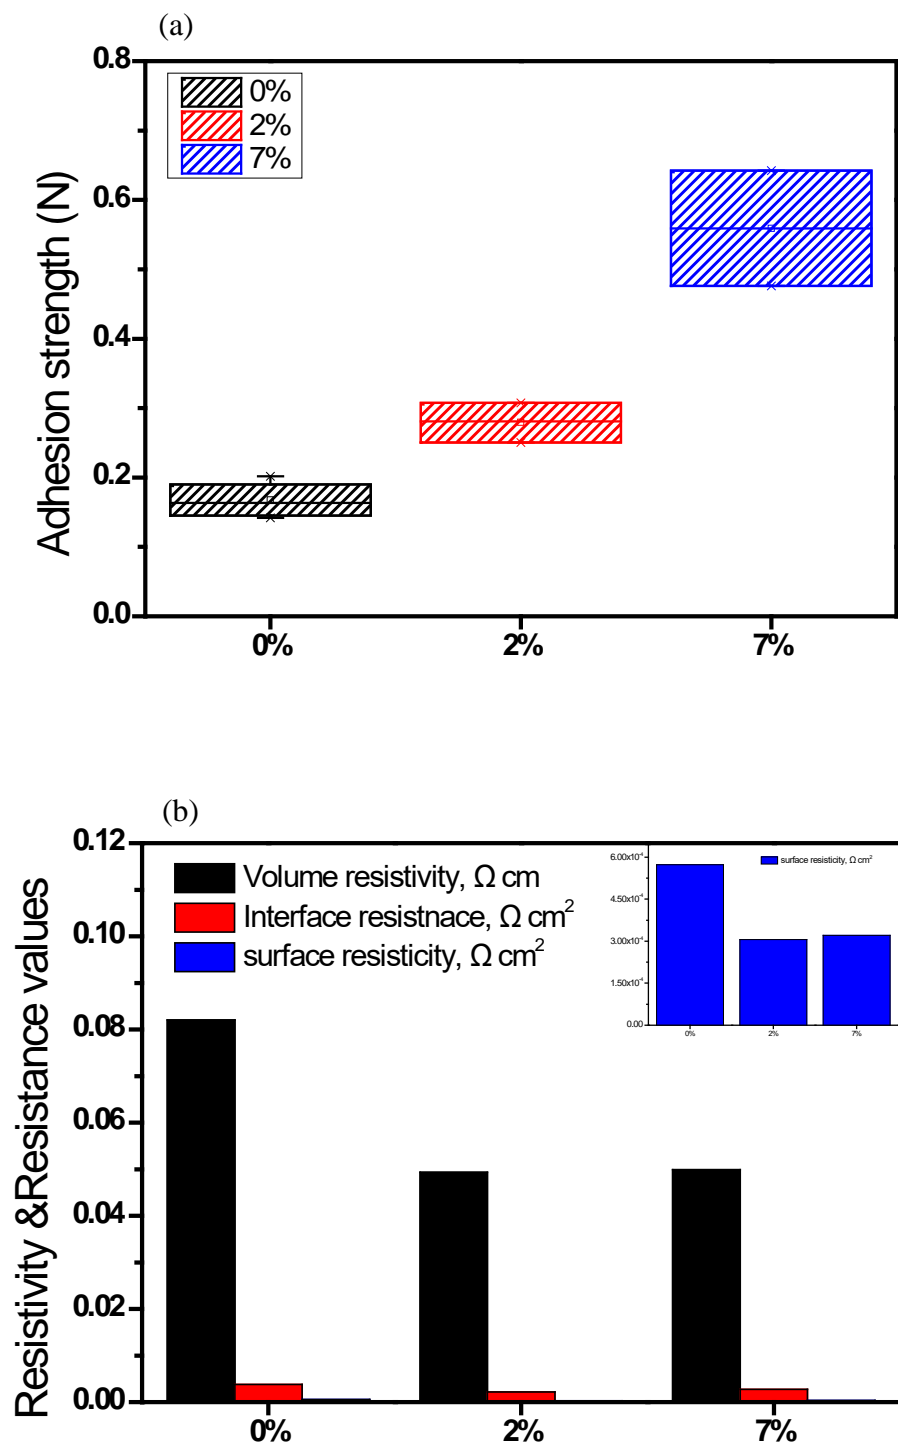 (a)
0.8
0%
2%
7%
0.6
0.4
0.2
0.0
Adhesion strength (N)
0% 2% 7%
(b)
0.12
Volume resistivity, Ω cm
Interface resistnace, Ω cm²
surface resisticity, Ω cm²
0.10
0.08
0.06
0.04
0.02
0.00
Resistivity &Resistance values
0% 2% 7%
6.00x10⁻⁴
surface resisticity, Ω cm²
4.50x10⁻⁴
3.00x10⁻⁴
1.50x10⁻⁴
0.00
0% 2% 7%